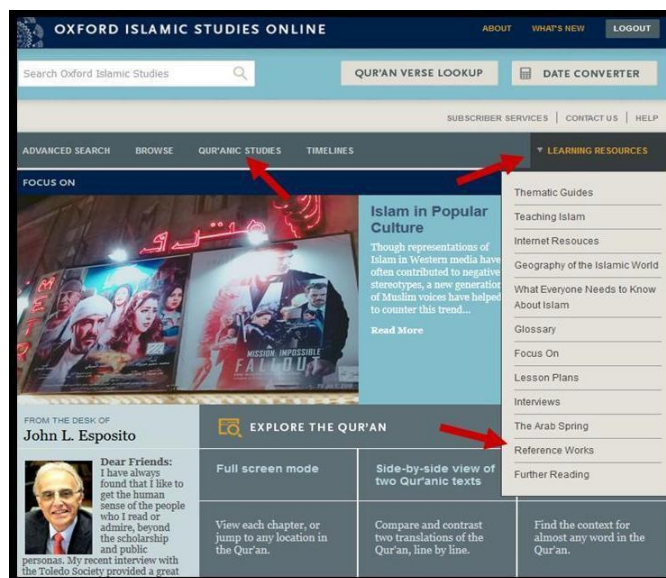 OXFORD ISLAMIC STUDIES ONLINE
ABOUT
WHAT'S NEW
LOGOUT
Search Oxford Islamic Studies
QUR'AN VERSE LOOKUP
DATE CONVERTER
SUBSCRIBER SERVICES | CONTACT US | HELP
ADVANCED SEARCH
BROWSE
QUR'ANIC STUDIES
TIMELINES
LEARNING RESOURCES
Thematic Guides
Teaching Islam
Internet Resouces
Geography of the Islamic World
What Everyone Needs to Know
About Islam
Glossary
Focus On
Lesson Plans
Interviews
The Arab Spring
Reference Works
Further Reading
FOCUS ON
METRO
MISSION: IMPOSSIBLE
FALLOUT
Islam in Popular
Culture
Though representations of
Islam in Western media have
often contributed to negative
stereotypes, a new generation
of Muslim voices have helped
to counter this trend...
Read More
FROM THE DESK OF
John L. Esposito
Dear Friends:
I have always
found that I like to
get the human
sense of the people
who I read or
admire, beyond
the scholarship
and public
personas. My recent interview with
the Toledo Society provided a great
EXPLORE THE QUR'AN
Full screen mode
View each chapter, or
jump to any location in
the Qur'an.
Side-by-side view of
two Qur'anic texts
Compare and contrast
two translations of the
Qur'an, line by line.
Find the context for
almost any word in the
Qur'an.